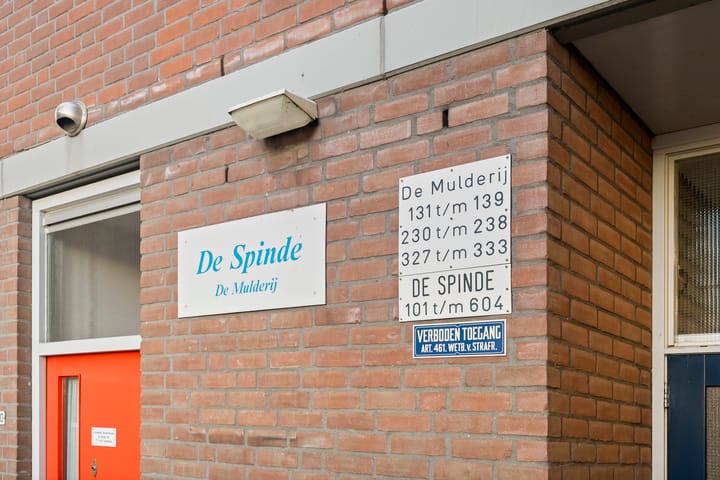 De Spinde
De Mulderij
De Mulderij
131 t/m 139
230 t/m 238
327 t/m 333
DE SPINDE
101 t/m 604
VERBODEN TOEGANG
ART. 461. WETB. v. STRAFR.